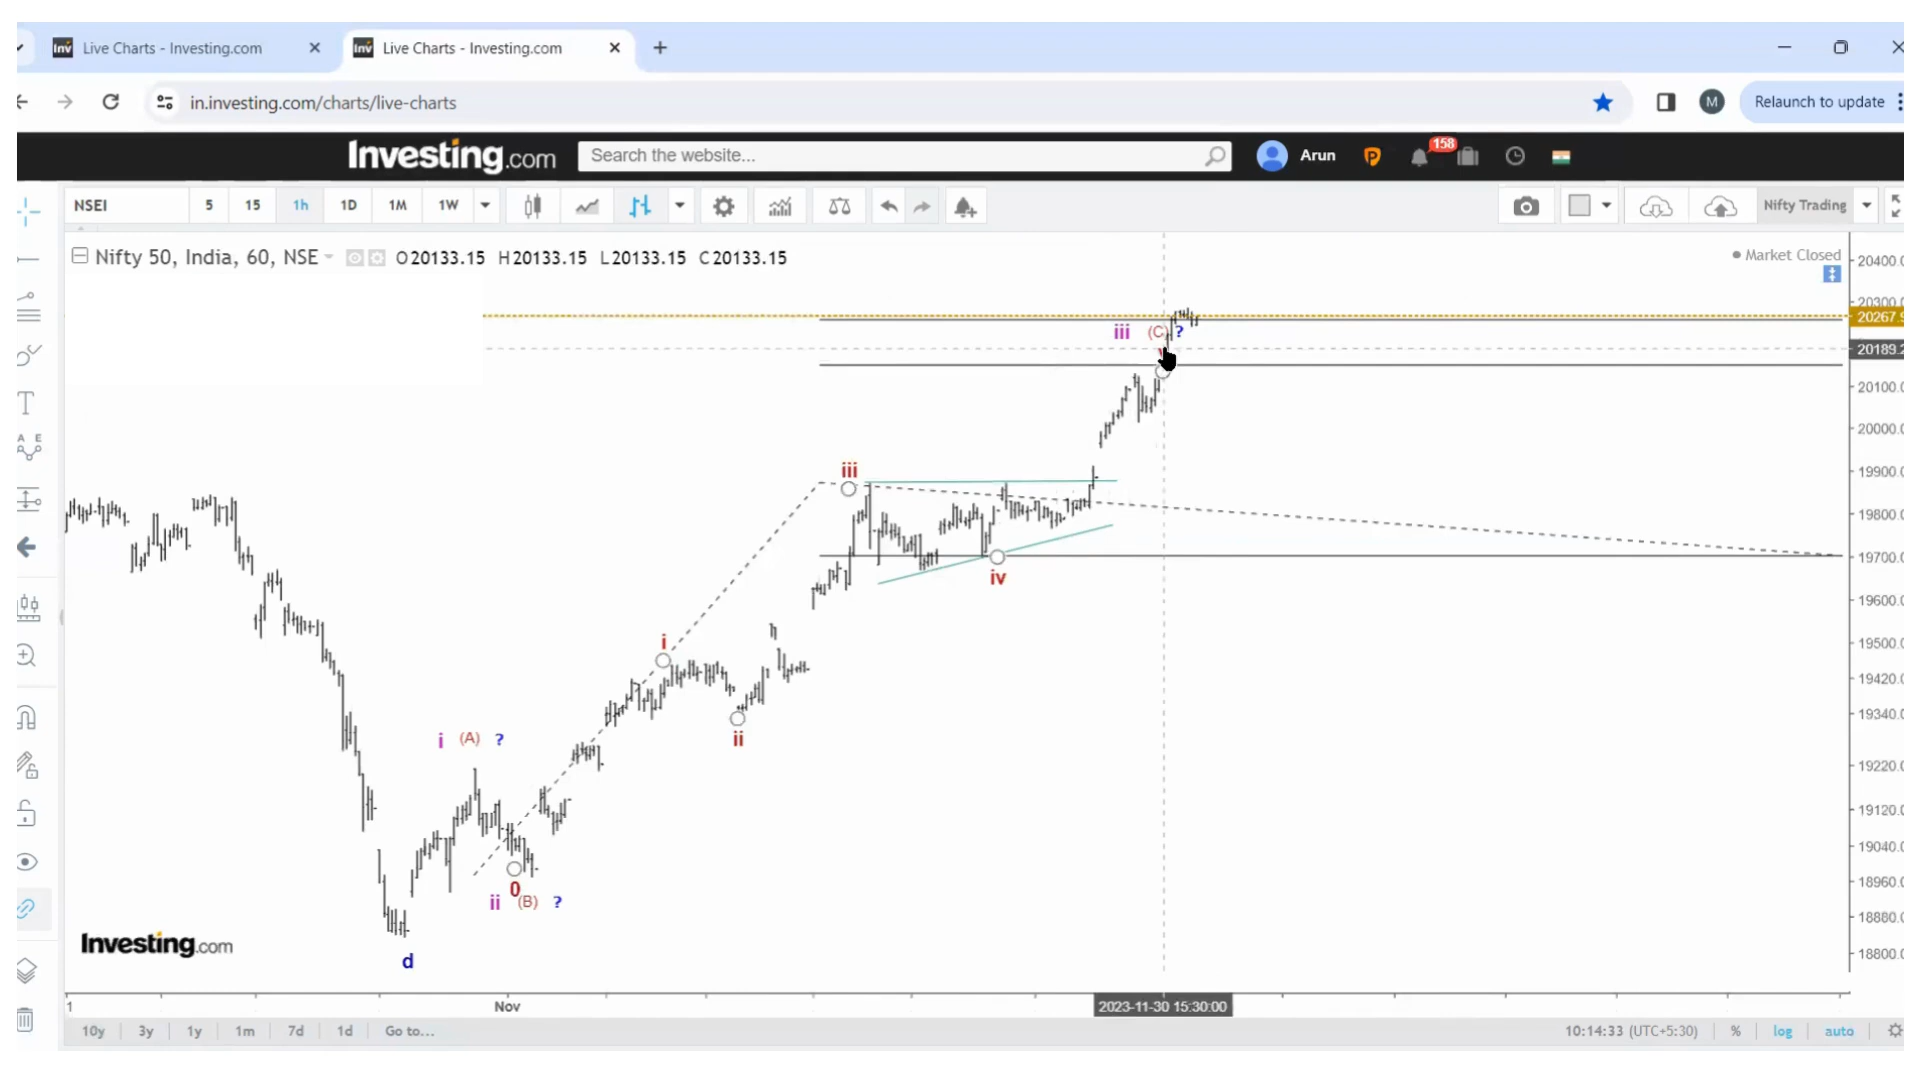 Live Charts - Investing.com
Live Charts - Investing.com
in.investing.com/charts/live-charts
M
Relaunch to update
Investing.com
Search the website...
Arun
158
NSEI
5
15
1h
1D
1M
1W
Nifty Trading
Nifty 50, India, 60, NSE
O20133.15 H20133.15 L20133.15 C20133.15
Market Closed
20400.0
20300.0
20267.9
20189.2
20100.0
20000.0
19900.0
19800.0
19700.0
19600.0
19500.0
19420.0
19340.0
19220.0
19120.0
19040.0
18960.0
18880.0
18800.0
iii (C) ?
iii
iv
i
ii
i (A) ?
0
ii (B) ?
d
Investing.com
1
Nov
2023-11-30 15:30:00
10y
3y
1y
1m
7d
1d
Go to...
10:14:33 (UTC+5:30)
%
log
auto